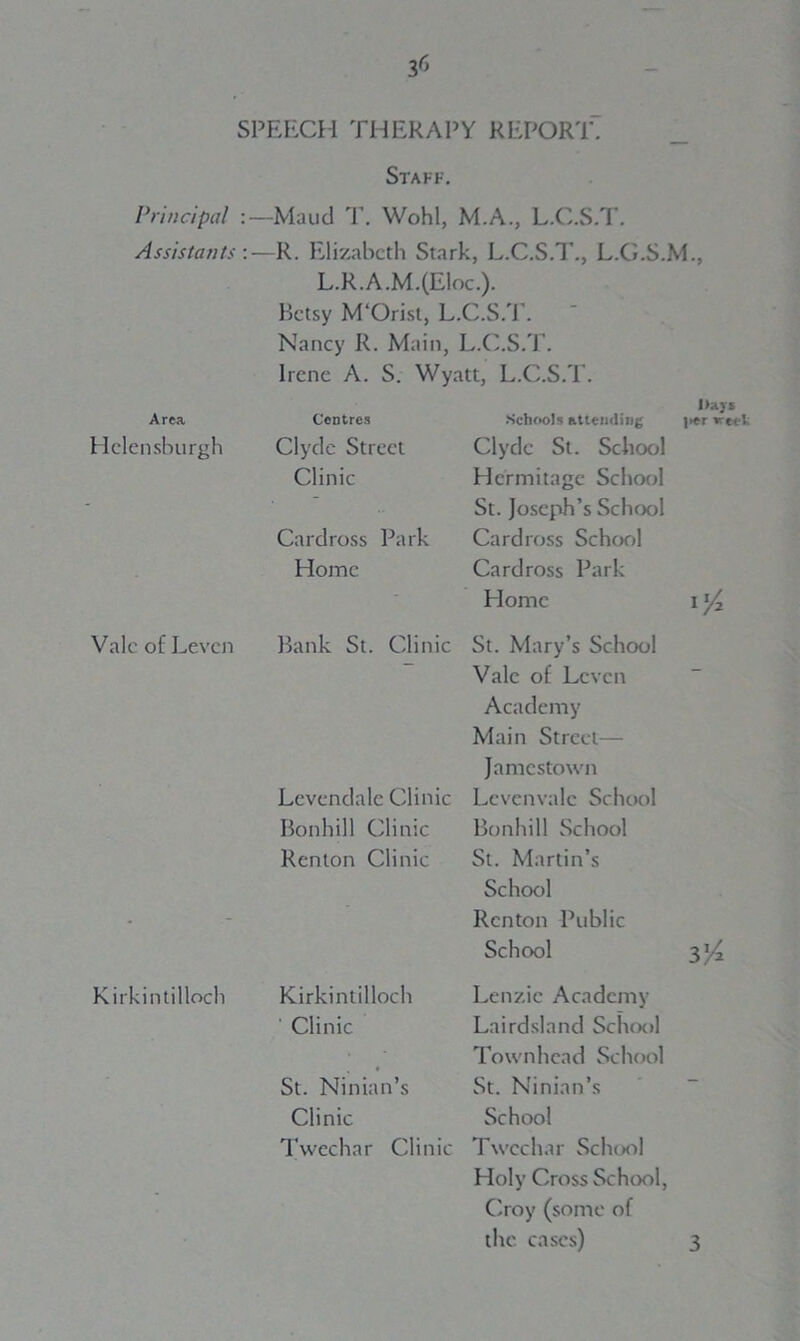 36
SPEECH THERAPY REPORT.
STAFF.
Principal :—Maud T. Wohl, M.A., L.C.S.T.
Assistants :—R. Elizabeth Stark, L.C.S.T., L.G.S.M.,
L.R.A.M.(Eloc.).
Betsy M‘Orist, L.C.S.T.
Nancy R. Main, L.C.S.T.
Irene A. S. Wyatt, L.C.S.T.
Area Centres Schools attending Days per week
Helensburgh Clyde Street Clyde St. School
Clinic Hermitage School
St. Joseph’s School
Cardross Park Cardross School
Home Cardross Park
Home 1½
Vale of Leven Bank St. Clinic St. Mary’s School
Vale of Leven
Academy
Main Street—
Jamestown
Levendale Clinic Levenvale School
Bonhill Clinic Bonhill School
Renton Clinic St. Martin’s
School
Renton Public
School 3½
Kirkintilloch Kirkintilloch Lenzie Academy
Clinic Lairdsland School
Townhead School
St. Ninian’s St. Ninian’s
Clinic School
Twechar Clinic Twechar School
Holy Cross School,
Croy (some of
the cases) 3